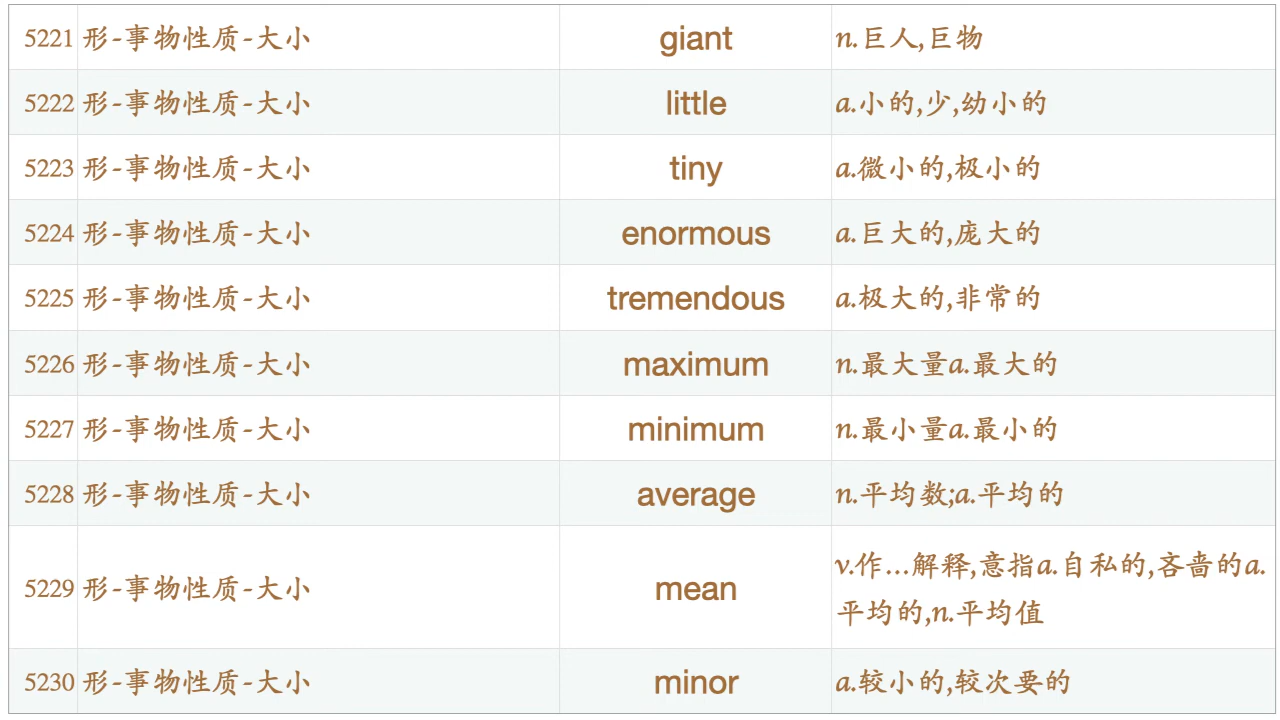 5221 形-事物性质-大小 giant n.巨人,巨物
5222 形-事物性质-大小 little a.小的,少,幼小的
5223 形-事物性质-大小 tiny a.微小的,极小的
5224 形-事物性质-大小 enormous a.巨大的,庞大的
5225 形-事物性质-大小 tremendous a.极大的,非常的
5226 形-事物性质-大小 maximum n.最大量a.最大的
5227 形-事物性质-大小 minimum n.最小量a.最小的
5228 形-事物性质-大小 average n.平均数;a.平均的
5229 形-事物性质-大小 mean v.作...解释,意指a.自私的,吝啬的a.
平均的,n.平均值
5230 形-事物性质-大小 minor a.较小的,较次要的